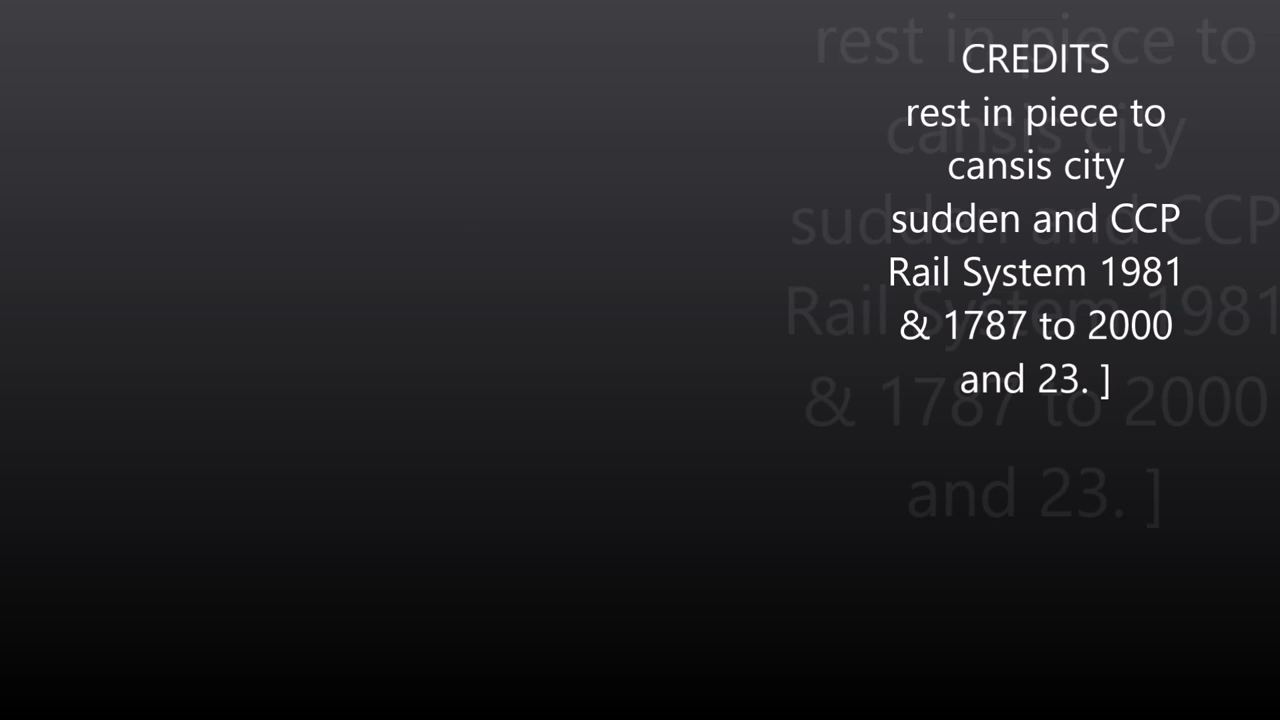 CREDITS
rest in piece to
cansis city
sudden and CCP
Rail System 1981
& 1787 to 2000
and 23. ]